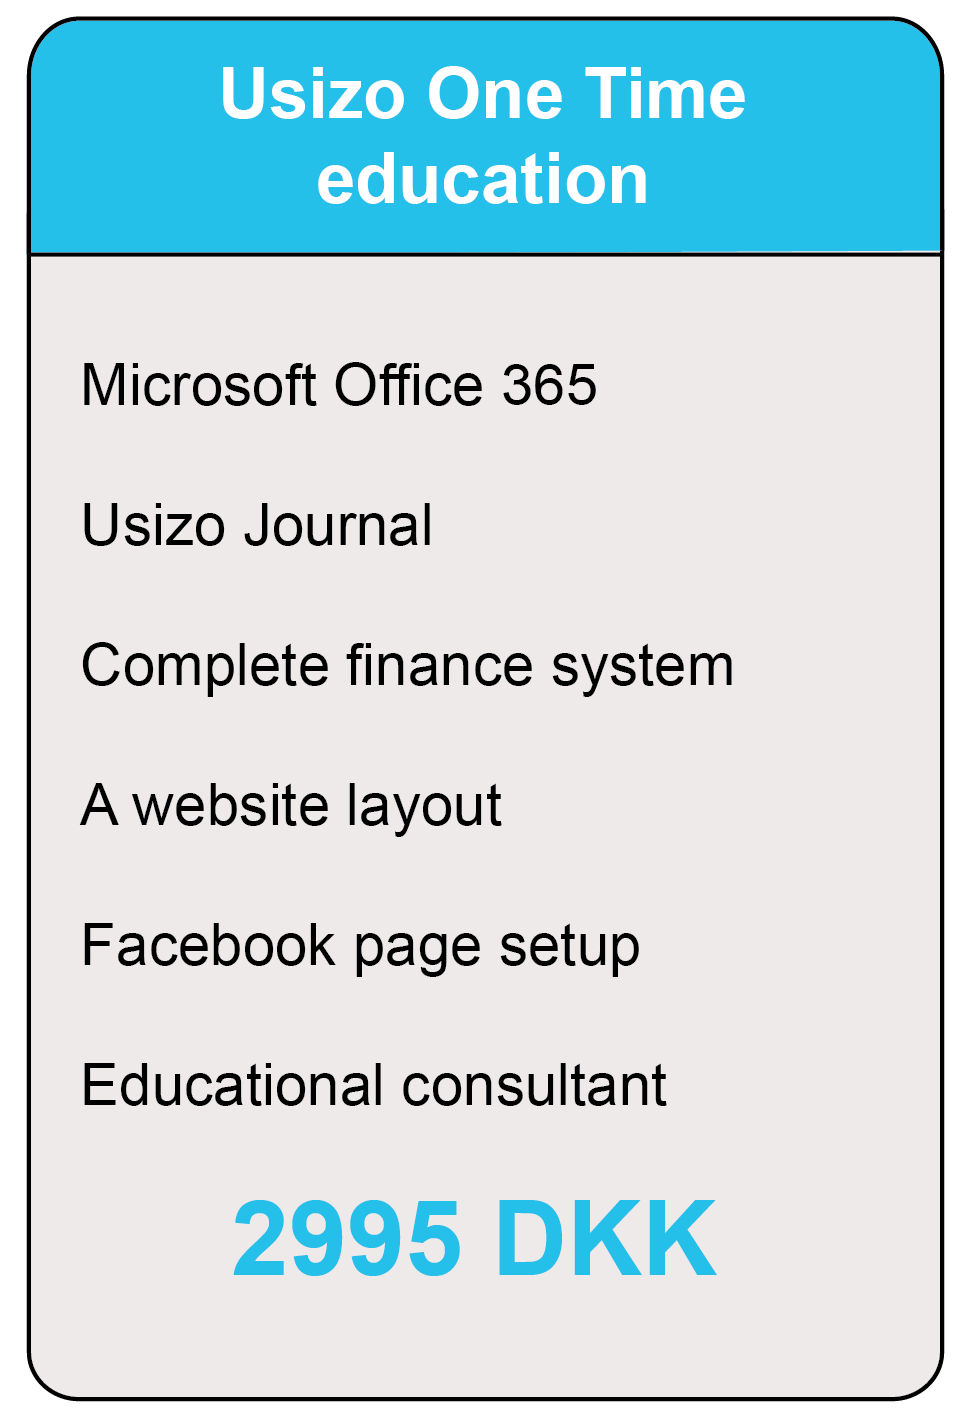 Usizo One Time
education
Microsoft Office 365
Usizo Journal
Complete finance system
A website layout
Facebook page setup
Educational consultant
2995 DKK